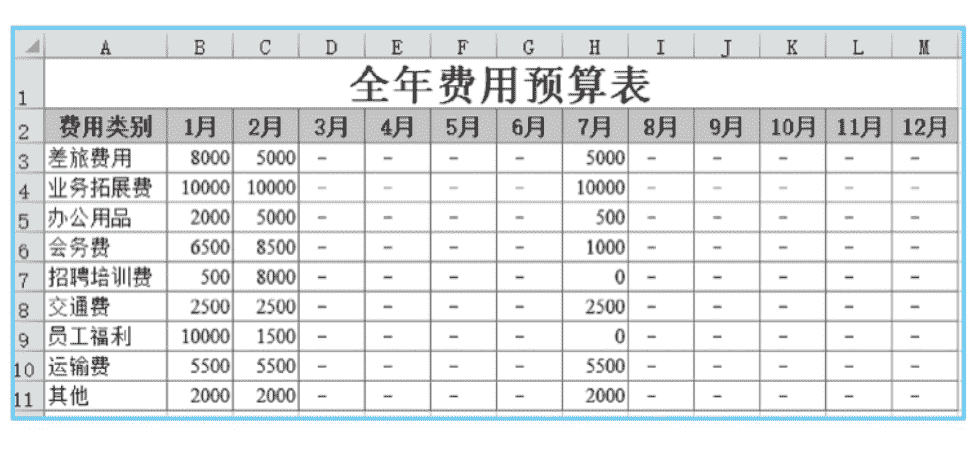 A B C D E F G H I J K L M
1 全年费用预算表
2 费用类别 1月 2月 3月 4月 5月 6月 7月 8月 9月 10月 11月 12月
3 差旅费用 8000 5000 - - - - 5000 - - - - -
4 业务拓展费 10000 10000 - - - - 10000 - - - - -
5 办公用品 2000 5000 - - - - 500 - - - - -
6 会务费 6500 8500 - - - - 1000 - - - - -
7 招聘培训费 500 8000 - - - - 0 - - - - -
8 交通费 2500 2500 - - - - 2500 - - - - -
9 员工福利 10000 1500 - - - - 0 - - - - -
10 运输费 5500 5500 - - - - 5500 - - - - -
11 其他 2000 2000 - - - - 2000 - - - - -